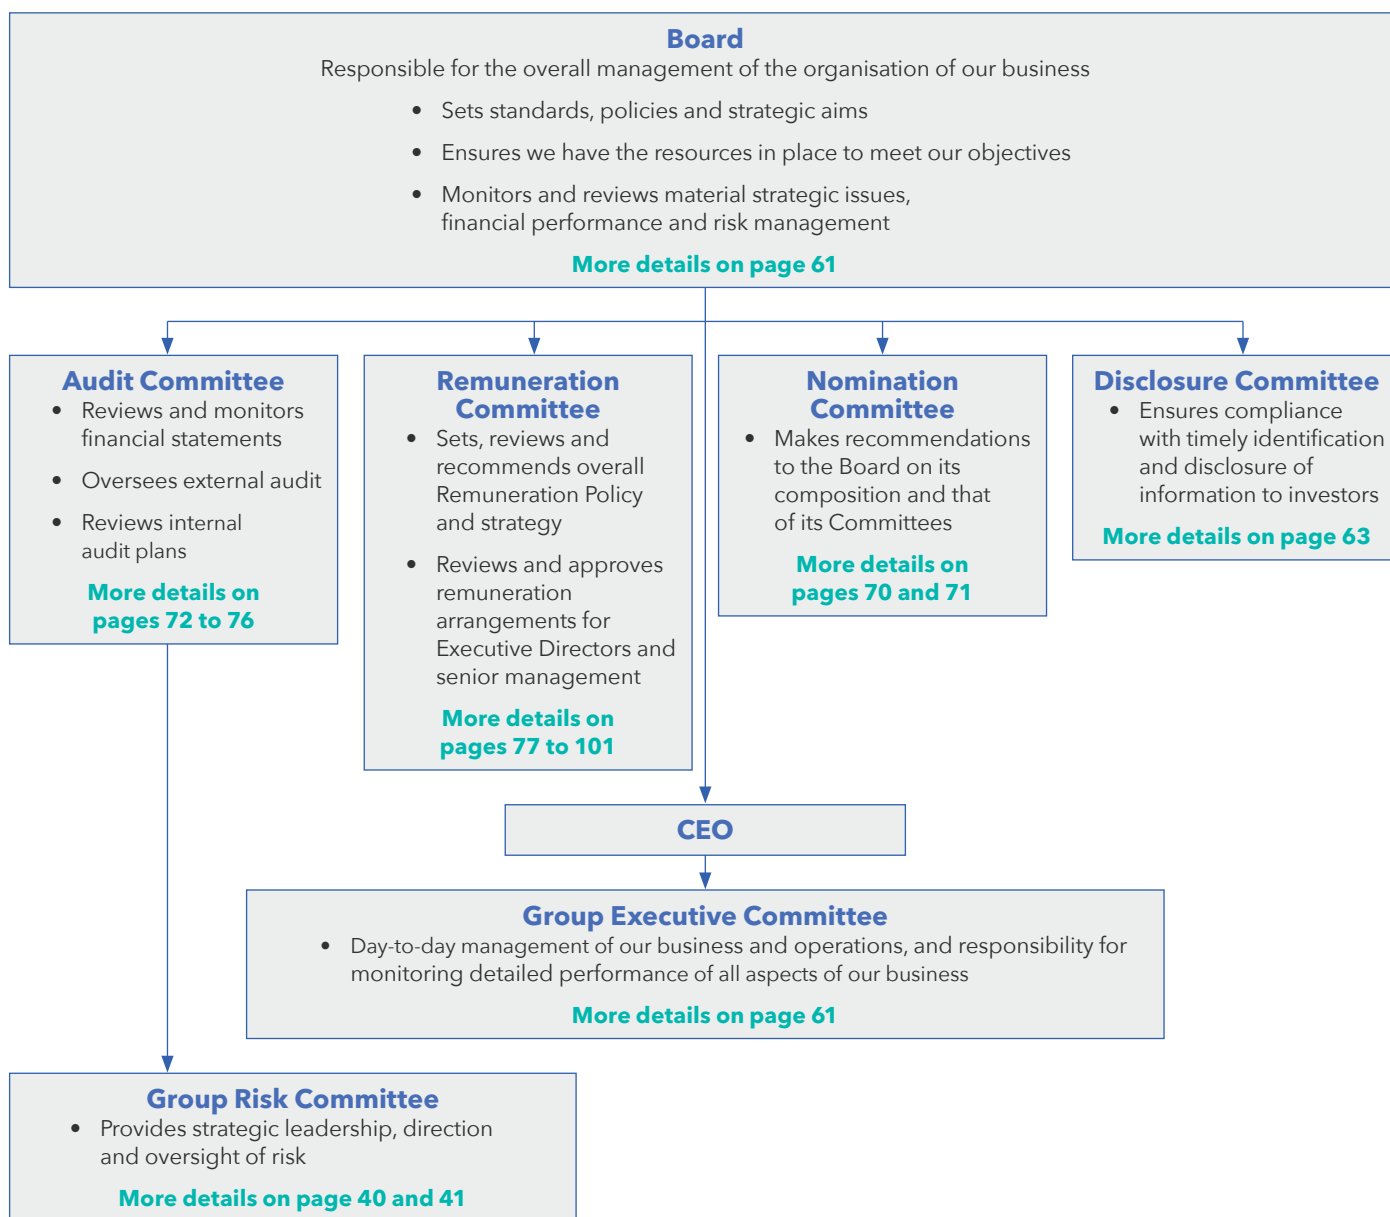 Board
Responsible for the overall management of the organisation of our business
• Sets standards, policies and strategic aims
• Ensures we have the resources in place to meet our objectives
• Monitors and reviews material strategic issues,
financial performance and risk management
More details on page 61
Audit Committee
• Reviews and monitors
financial statements
• Oversees external audit
• Reviews internal
audit plans
More details on
pages 72 to 76
Remuneration
Committee
• Sets, reviews and
recommends overall
Remuneration Policy
and strategy
• Reviews and approves
remuneration
arrangements for
Executive Directors and
senior management
More details on
pages 77 to 101
Nomination
Committee
• Makes recommendations
to the Board on its
composition and that
of its Committees
More details on
pages 70 and 71
Disclosure Committee
• Ensures compliance
with timely identification
and disclosure of
information to investors
More details on page 63
CEO
Group Executive Committee
• Day-to-day management of our business and operations, and responsibility for
monitoring detailed performance of all aspects of our business
More details on page 61
Group Risk Committee
• Provides strategic leadership, direction
and oversight of risk
More details on page 40 and 41